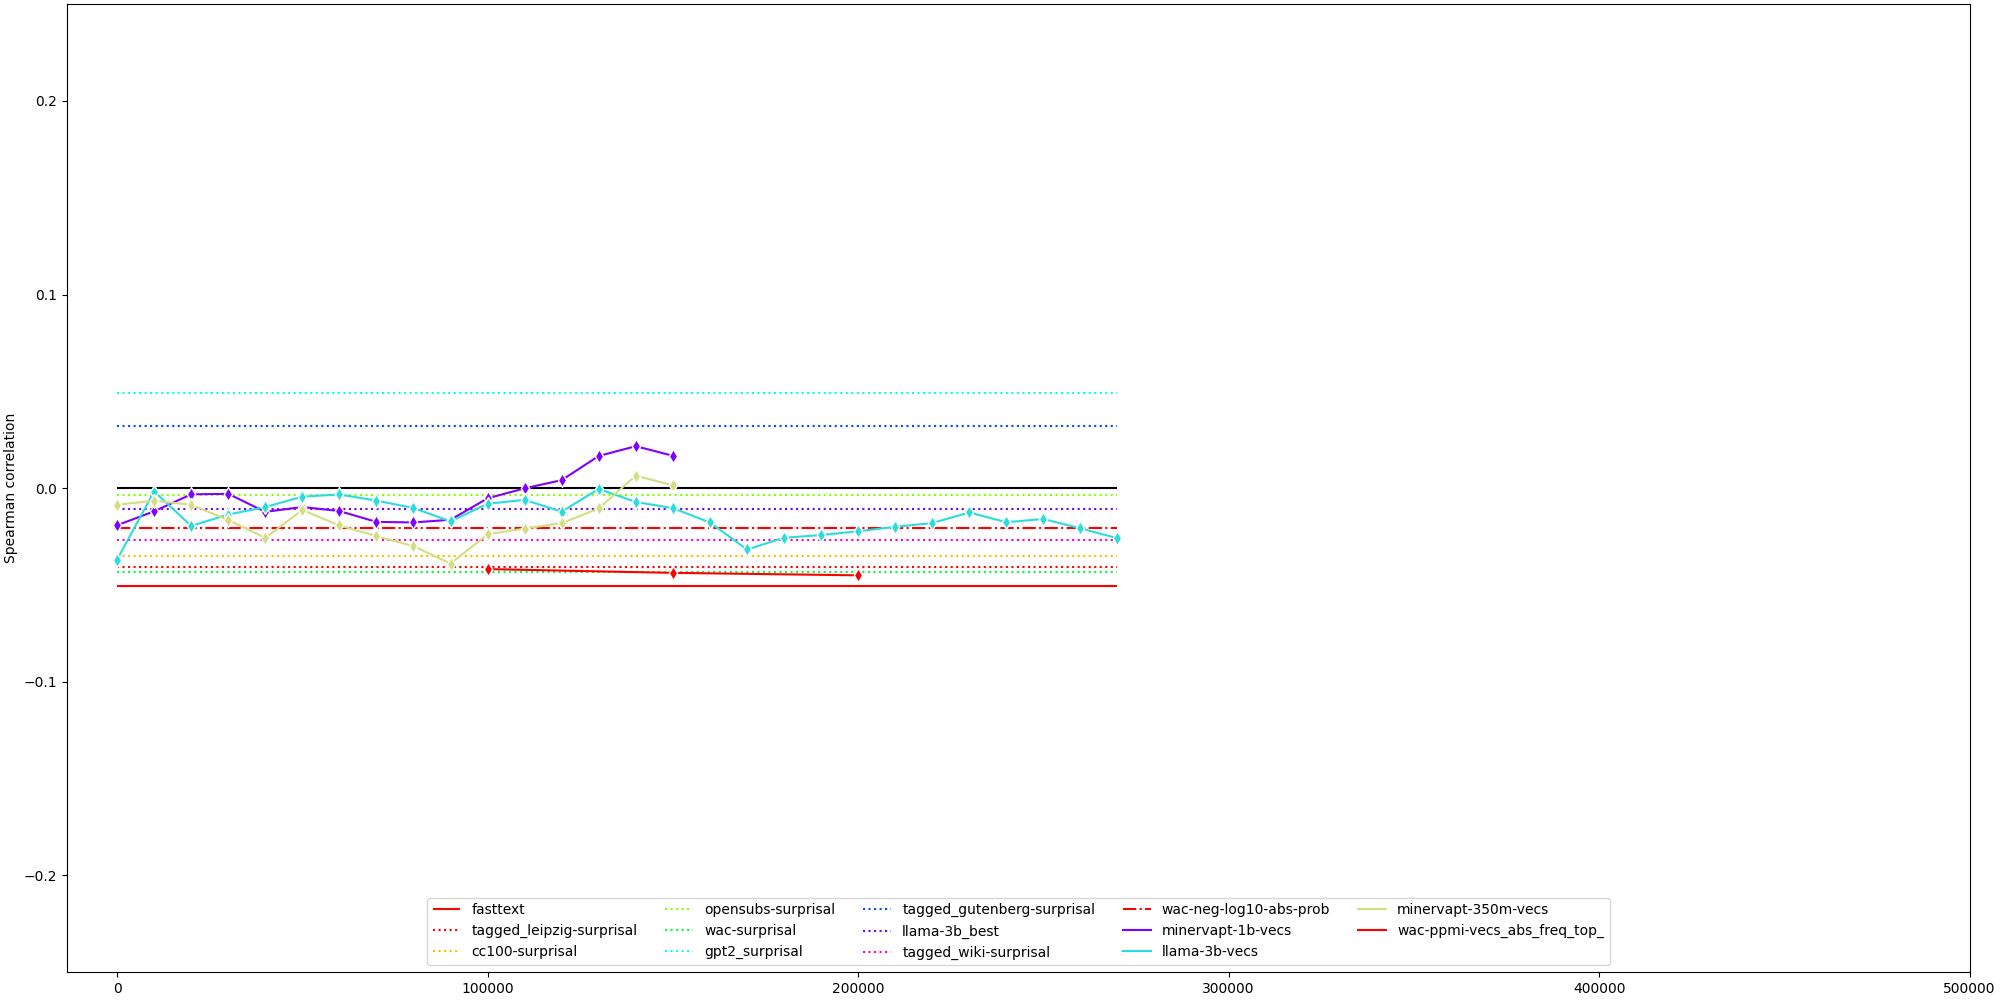 0.2
0.1
0.0
−0.1
−0.2
Spearman correlation
fasttext
tagged_leipzig-surprisal
cc100-surprisal
opensubs-surprisal
wac-surprisal
gpt2_surprisal
tagged_gutenberg-surprisal
llama-3b_best
tagged_wiki-surprisal
wac-neg-log10-abs-prob
minervapt-1b-vecs
llama-3b-vecs
minervapt-350m-vecs
wac-ppmi-vecs_abs_freq_top_
0 100000 200000 300000 400000 500000